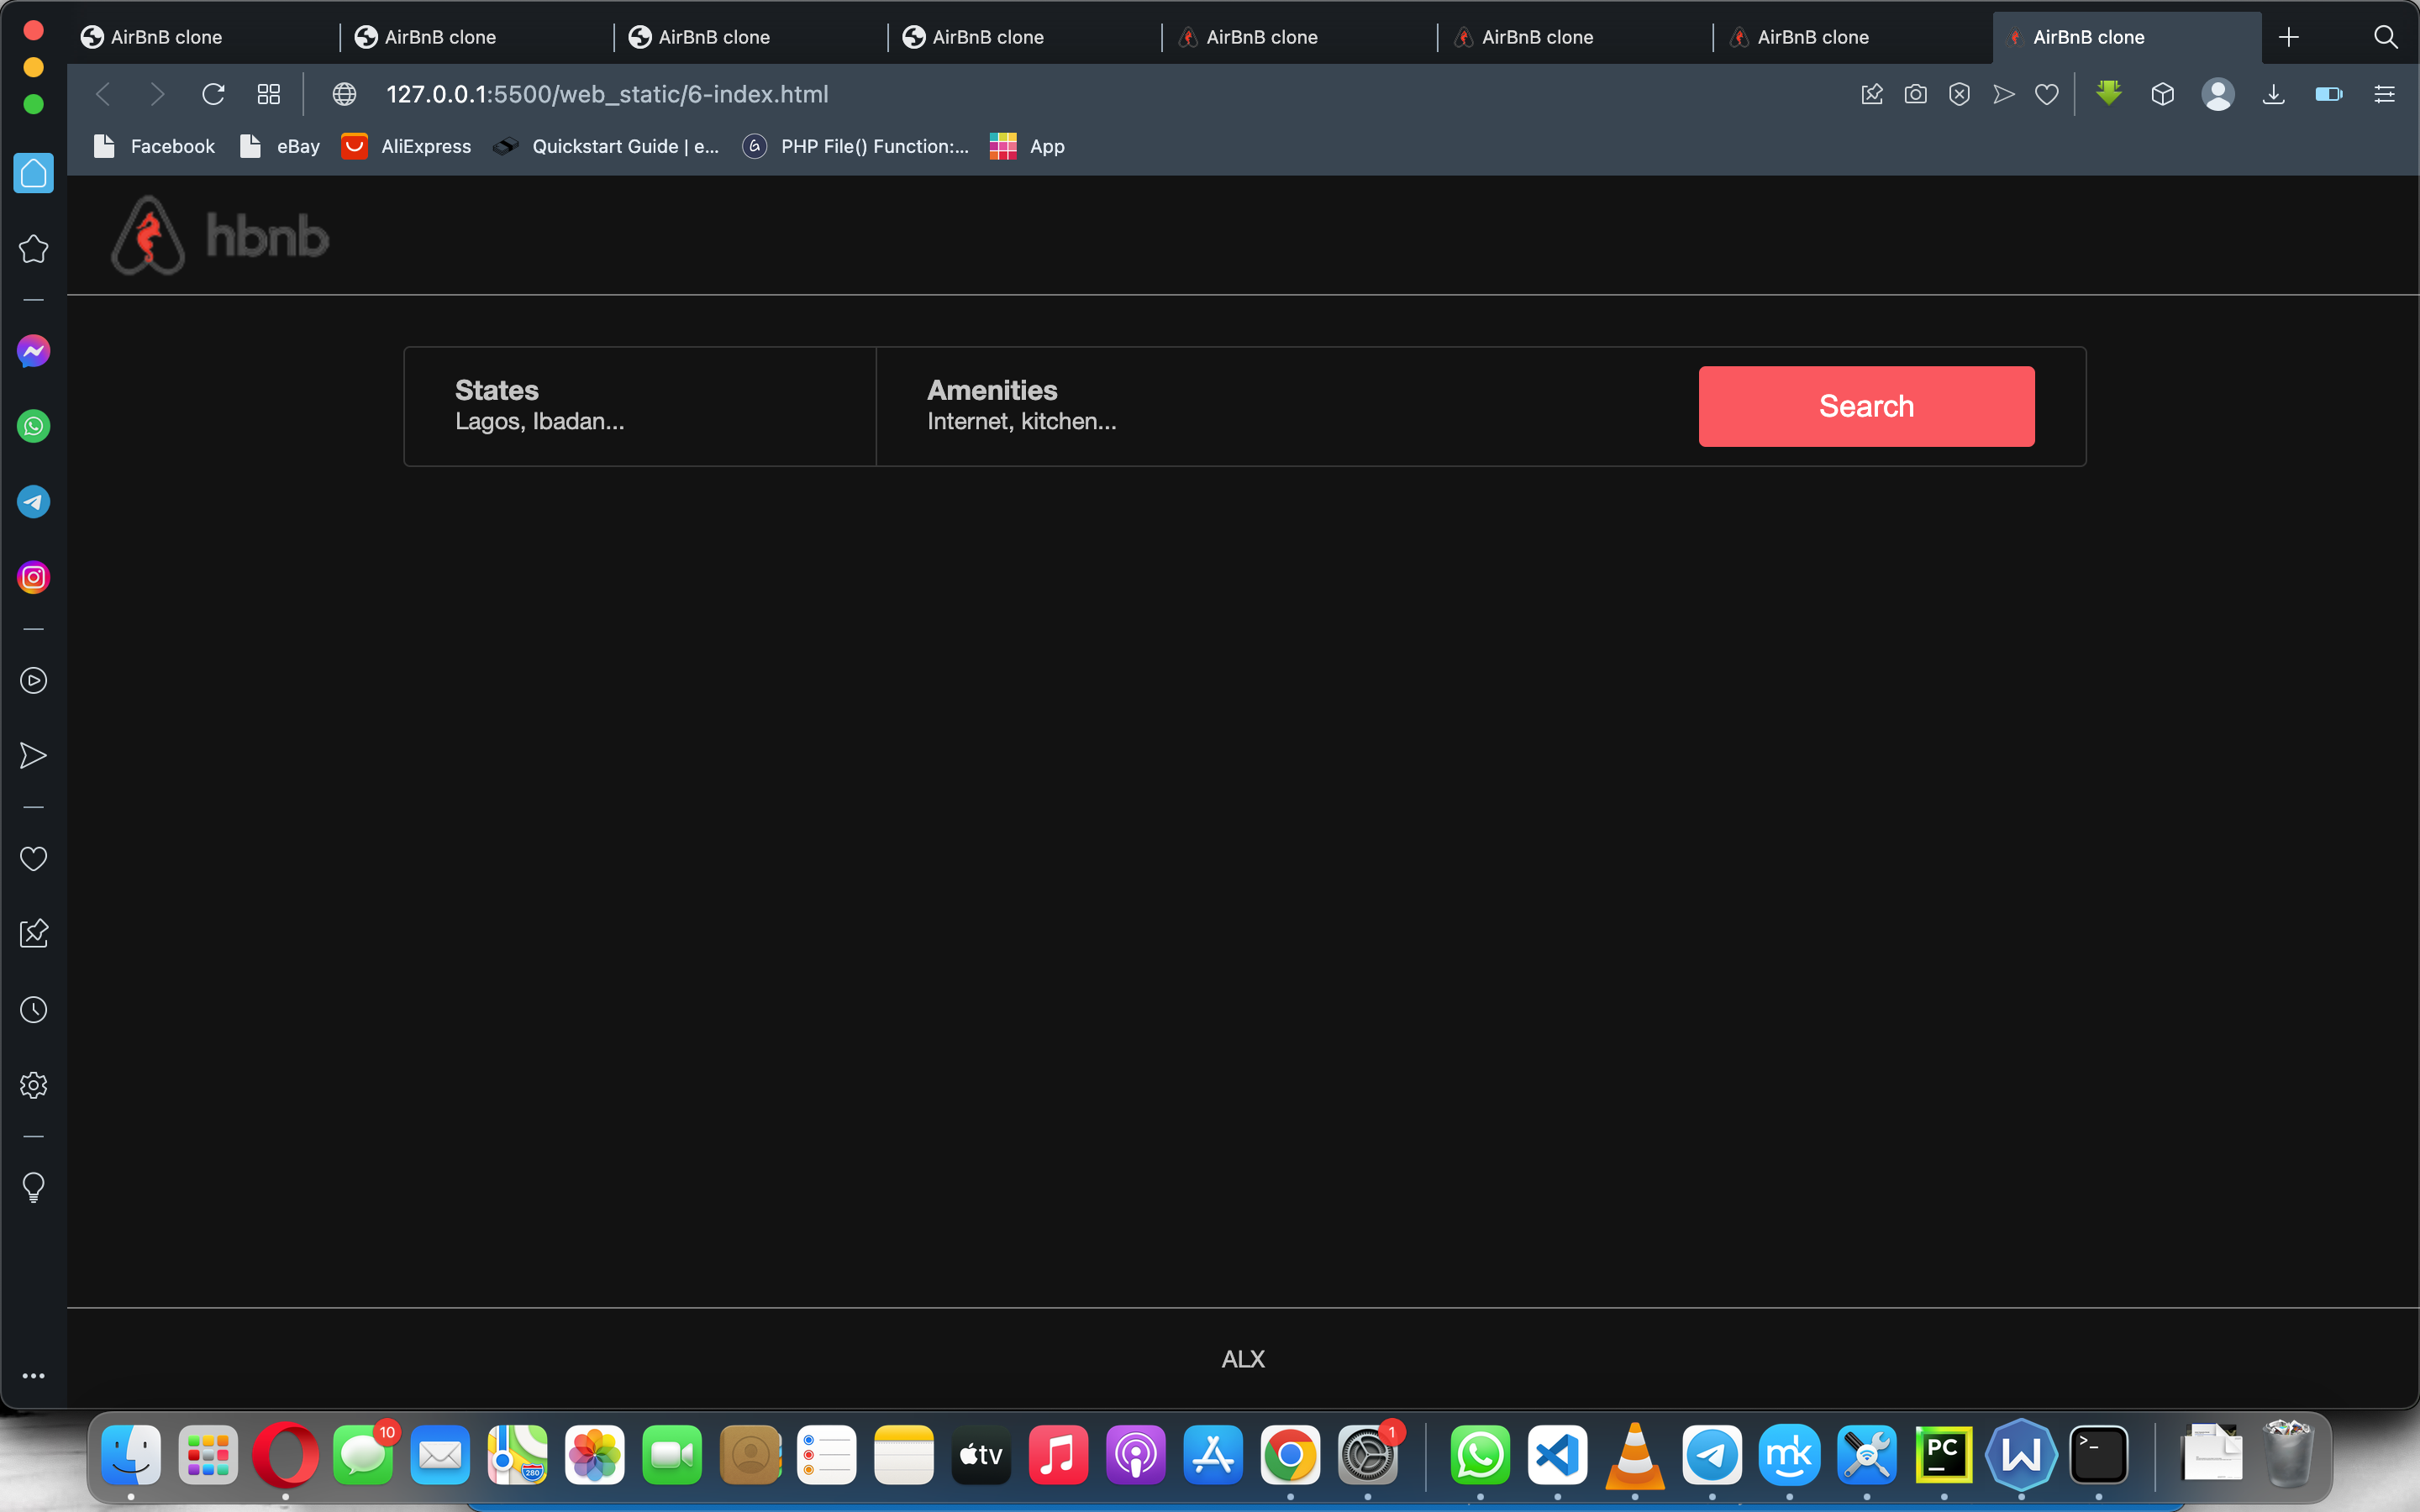 AirBnB clone
AirBnB clone
AirBnB clone
AirBnB clone
AirBnB clone
AirBnB clone
AirBnB clone
AirBnB clone
127.0.0.1:5500/web_static/6-index.html
Facebook
eBay
AliExpress
Quickstart Guide | e...
PHP File() Function:...
App
hbnb
States
Lagos, Ibadan...
Amenities
Internet, kitchen...
Search
ALX
10
280
tv
1
mk
PC
W
>_